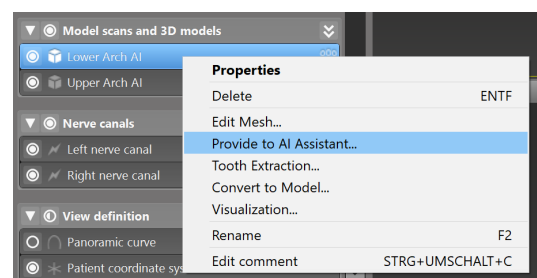 Model scans and 3D models
Lower Arch AI
Upper Arch AI
Nerve canals
Left nerve canal
Right nerve canal
View definition
Panoramic curve
Patient coordinate sys
Properties
Delete ENTF
Edit Mesh...
Provide to AI Assistant...
Tooth Extraction...
Convert to Model...
Visualization...
Rename F2
Edit comment STRG+UMSCHALT+C